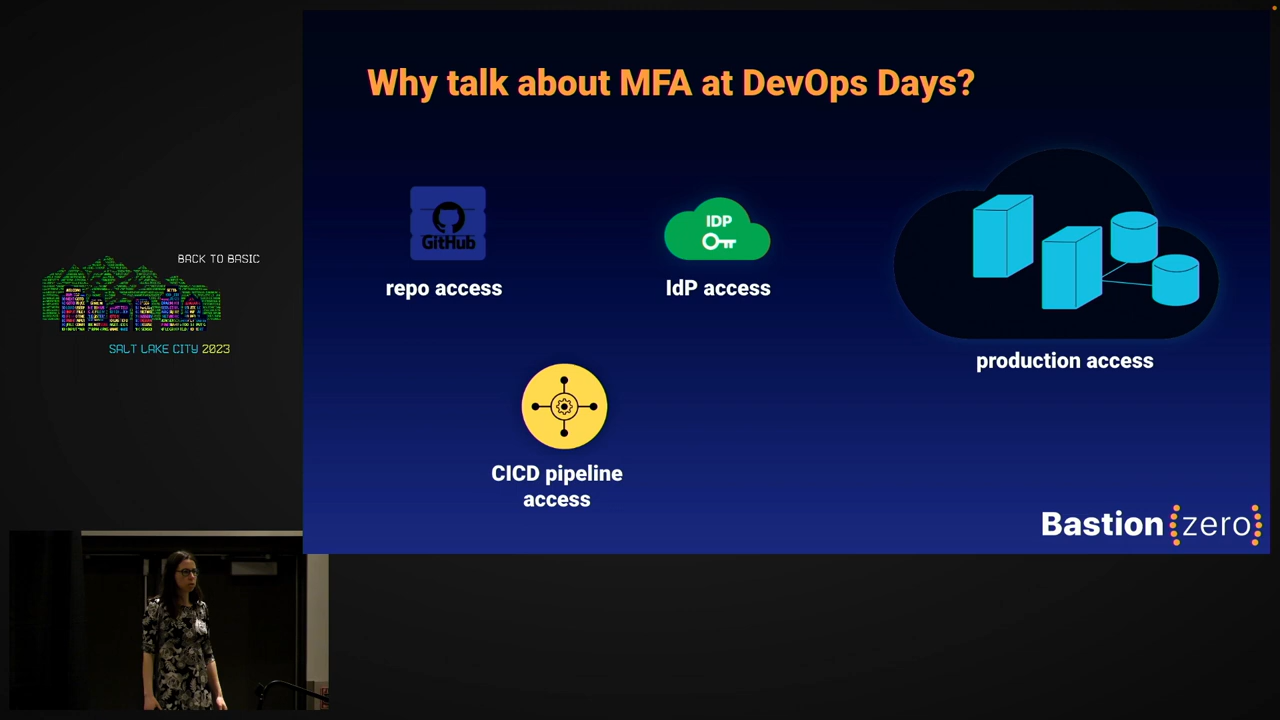 Why talk about MFA at DevOps Days?
BACK TO BASIC
SALT LAKE CITY 2023
GitHub
repo access
IDP
IdP access
production access
CICD pipeline
access
Bastion{zero}